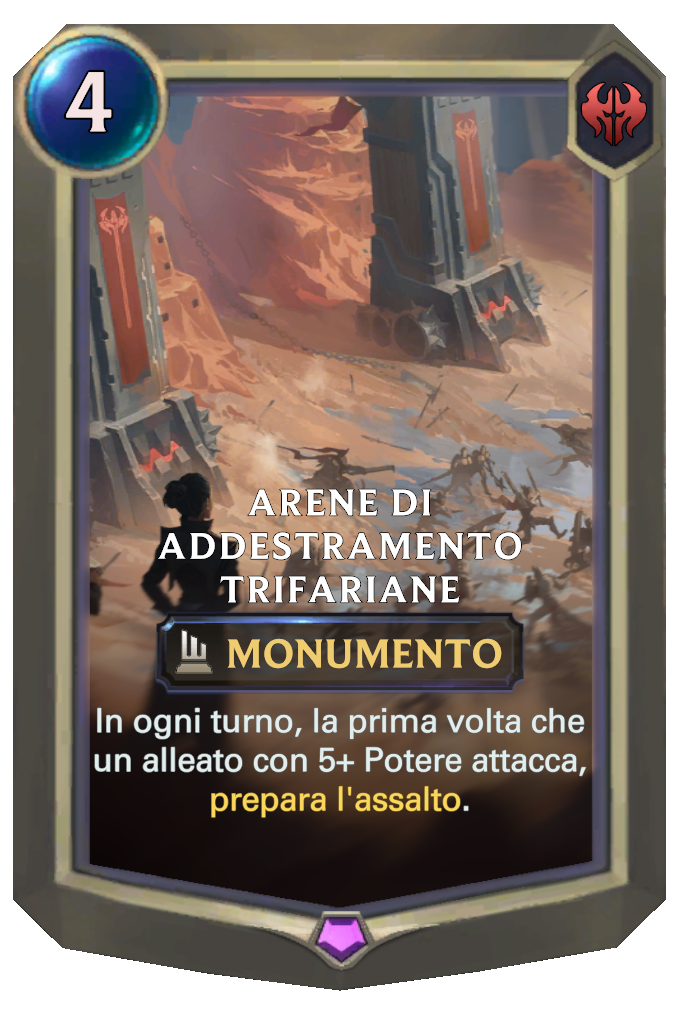 4
ARENE DI
ADDESTRAMENTO
TRIFARIANE
MONUMENTO
In ogni turno, la prima volta che
un alleato con 5+ Potere attacca,
prepara l'assalto.